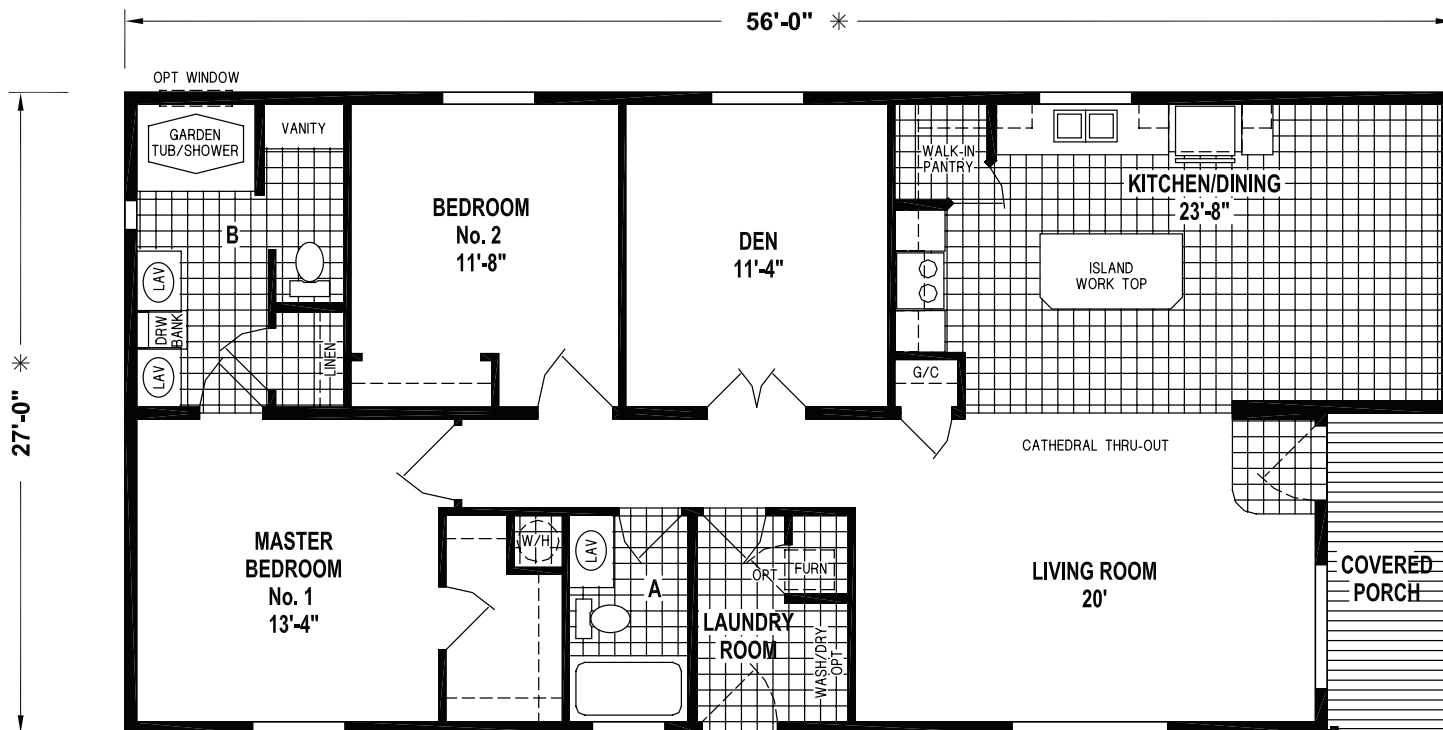 56'-0" ✳
OPT WINDOW
GARDEN
TUB/SHOWER
VANITY
WALK-IN
PANTRY
KITCHEN/DINING
23'-8"
BEDROOM
No. 2
11'-8"
DEN
11'-4"
B
LAV
DRW
BANK
LAV
LINEN
ISLAND
WORK TOP
G/C
27'-0" ✳
CATHEDRAL THRU-OUT
MASTER
BEDROOM
No. 1
13'-4"
W/H
LAV
A
OPT
FURN
LAUNDRY
ROOM
WASH/DRY
OPT
LIVING ROOM
20'
COVERED
PORCH